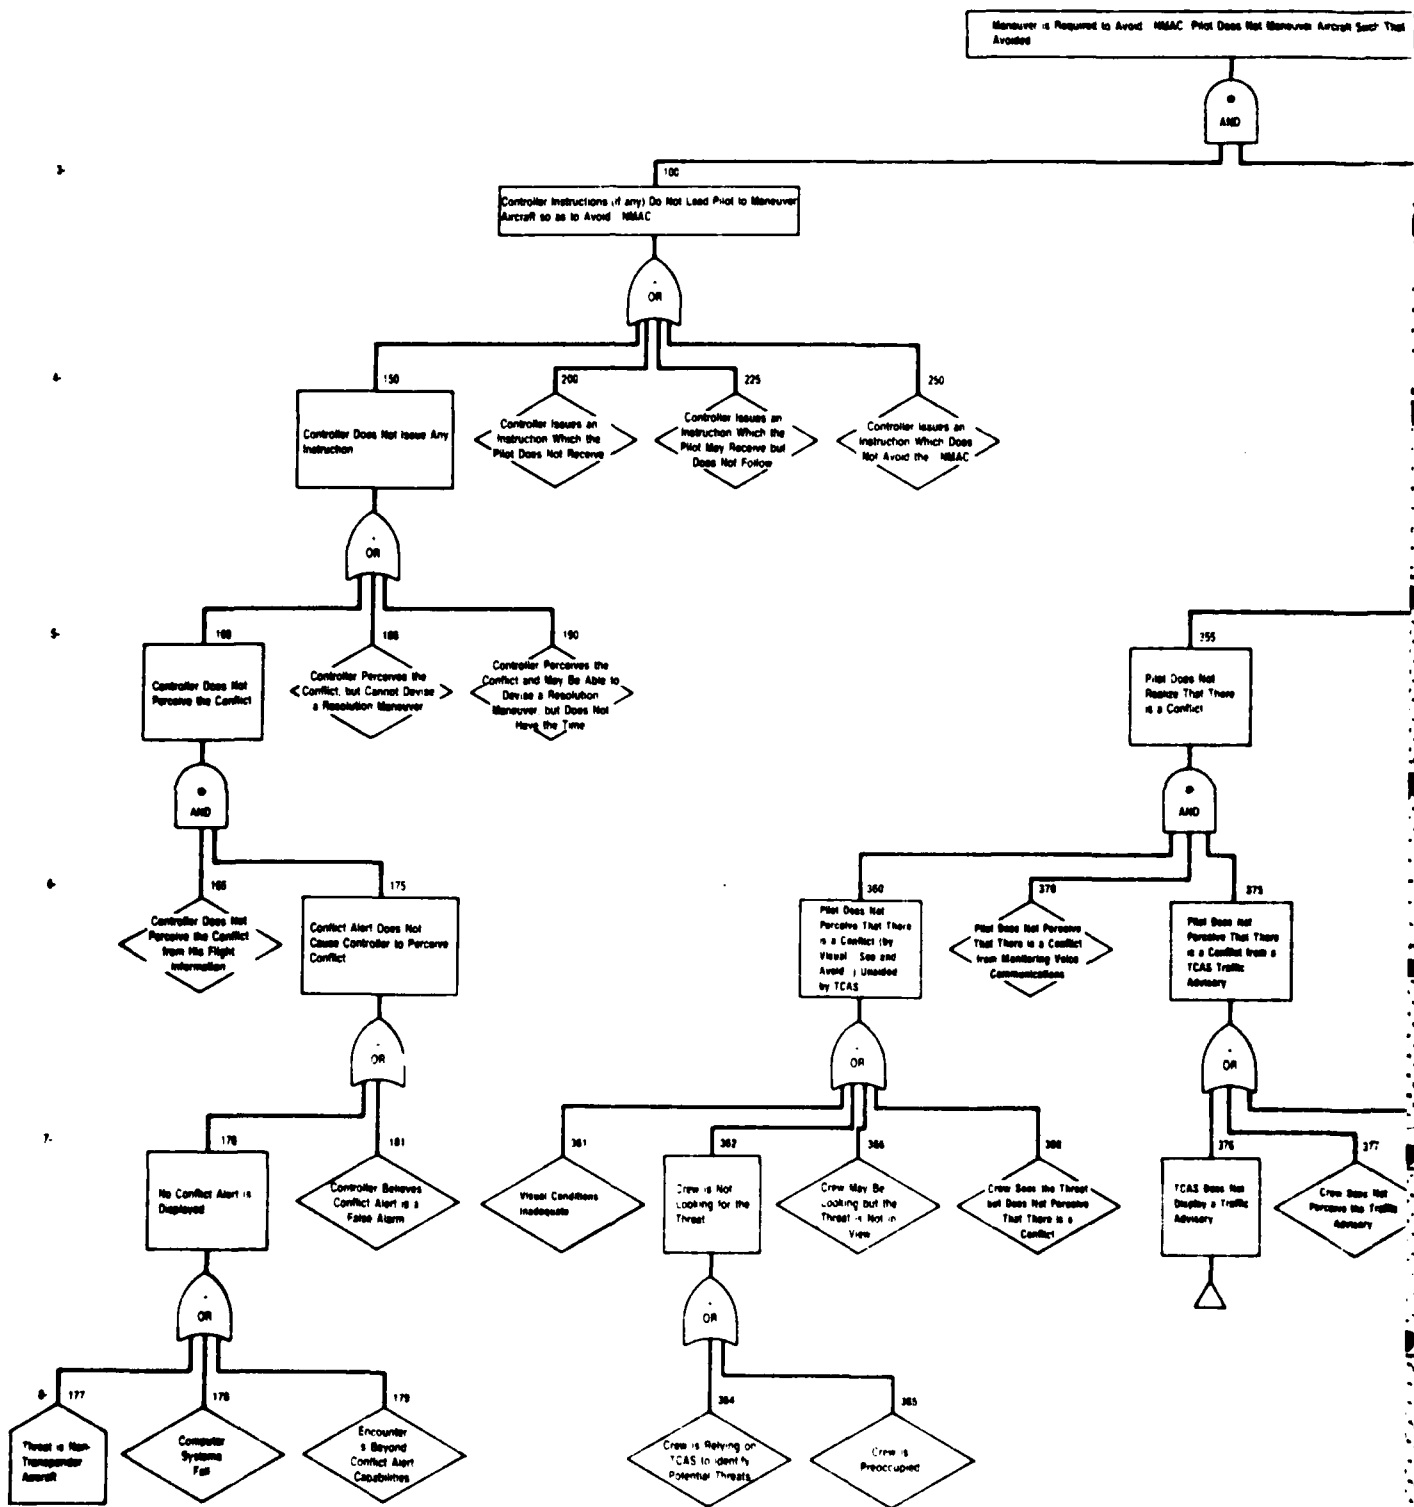 Maneuver is Required to Avoid NMAC Pilot Does Not Maneuver Aircraft Such That
Avoided
AND
3-
100
Controller Instructions (if any) Do Not Lead Pilot to Maneuver
Aircraft so as to Avoid NMAC
OR
4-
150
200
225
250
Controller Does Not Issue Any
Instruction
Controller Issues an
Instruction Which the
Pilot Does Not Receive
Controller Issues an
Instruction Which the
Pilot May Receive but
Does Not Follow
Controller Issues an
Instruction Which Does
Not Avoid the NMAC
OR
5-
190
355
Controller Does Not
Perceive the Conflict
Controller Perceives the
Conflict, but Cannot Devise
a Resolution Maneuver
Controller Perceives the
Conflict and May Be Able to
Devise a Resolution
Maneuver, but Does Not
Have the Time
Pilot Does Not
Realize That There
is a Conflict
AND
AND
6-
175
360
370
375
Controller Does Not
Perceive the Conflict
from His Flight
Information
Conflict Alert Does Not
Cause Controller to Perceive
Conflict
Pilot Does Not
Perceive That There
is a Conflict (by
Visual See and
Avoid ) Unaided
by TCAS
Pilot Does Not Perceive
That There is a Conflict
from Monitoring Voice
Communications
Pilot Does Not
Perceive That There
is a Conflict from a
TCAS Traffic
Advisory
OR
OR
OR
7-
181
361
362
366
376
377
No Conflict Alert is
Displayed
Controller Believes
Conflict Alert is a
False Alarm
Visual Conditions
Inadequate
Crew is Not
Looking for the
Threat
Crew May Be
Looking but the
Threat is Not in
View
Crew Sees the Threat
but Does Not Perceive
That There is a
Conflict
TCAS Does Not
Display a Traffic
Advisory
Crew Does Not
Perceive the Traffic
Advisory
OR
OR
8-
177
178
179
364
365
Threat is Non-
Transponder
Aircraft
Computer
Systems
Fail
Encounter
is Beyond
Conflict Alert
Capabilities
Crew is Relying on
TCAS to Identify
Potential Threats
Crew is
Preoccupied